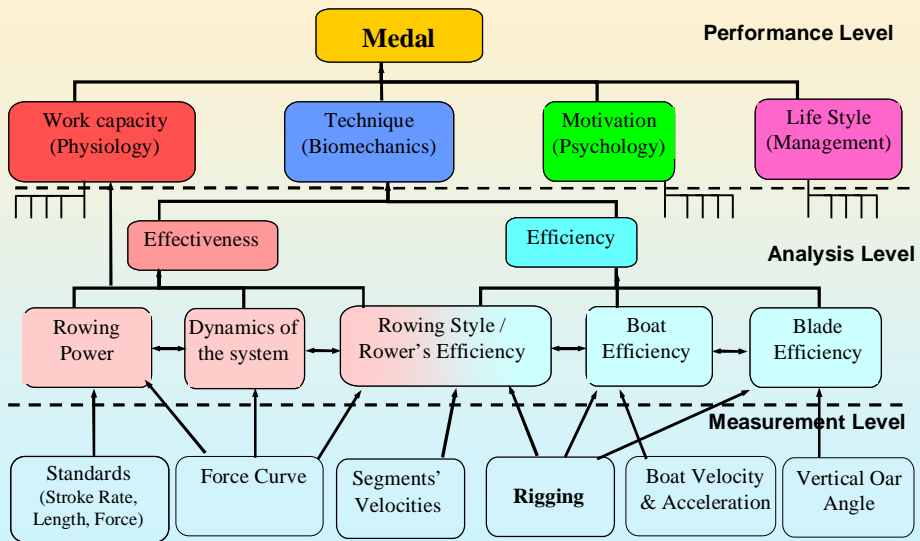 Medal
Performance Level
Work capacity
(Physiology)
Technique
(Biomechanics)
Motivation
(Psychology)
Life Style
(Management)
Effectiveness
Efficiency
Analysis Level
Rowing
Power
Dynamics of
the system
Rowing Style /
Rower's Efficiency
Boat
Efficiency
Blade
Efficiency
Measurement Level
Standards
(Stroke Rate,
Length, Force)
Force Curve
Segments'
Velocities
Rigging
Boat Velocity
& Acceleration
Vertical Oar
Angle